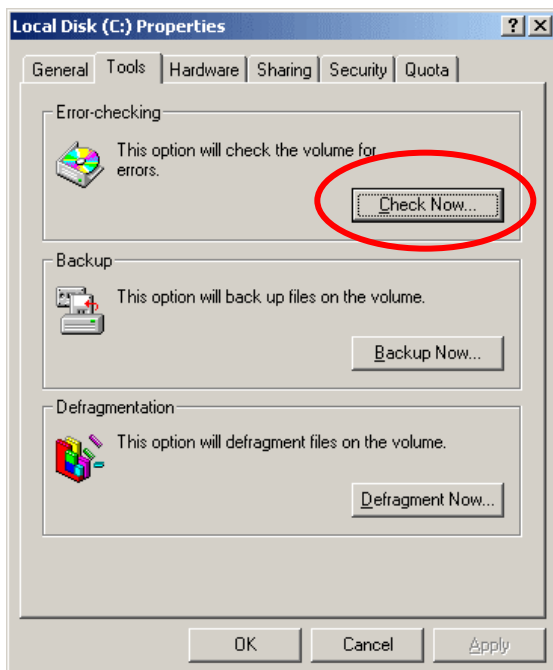 Local Disk (C:) Properties
General Tools Hardware Sharing Security Quota
Error-checking
This option will check the volume for
errors.
Check Now...
Backup
This option will back up files on the volume.
Backup Now...
Defragmentation
This option will defragment files on the volume.
Defragment Now...
OK Cancel Apply